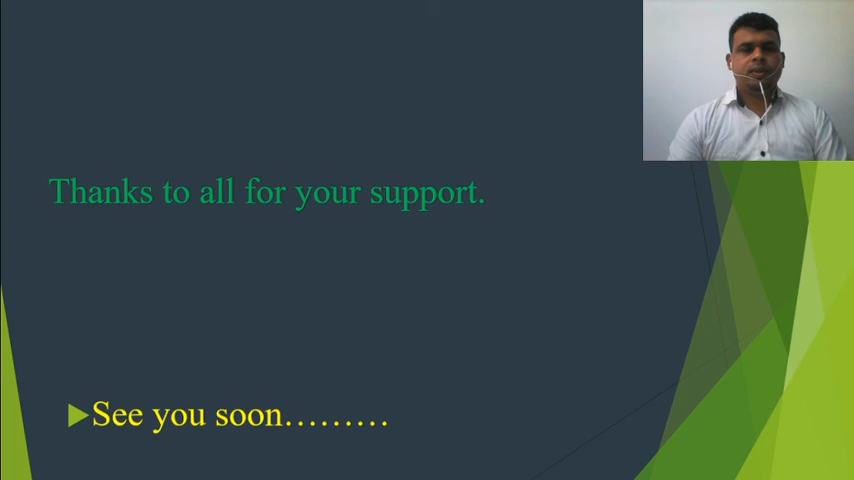 Thanks to all for your support.
See you soon.........